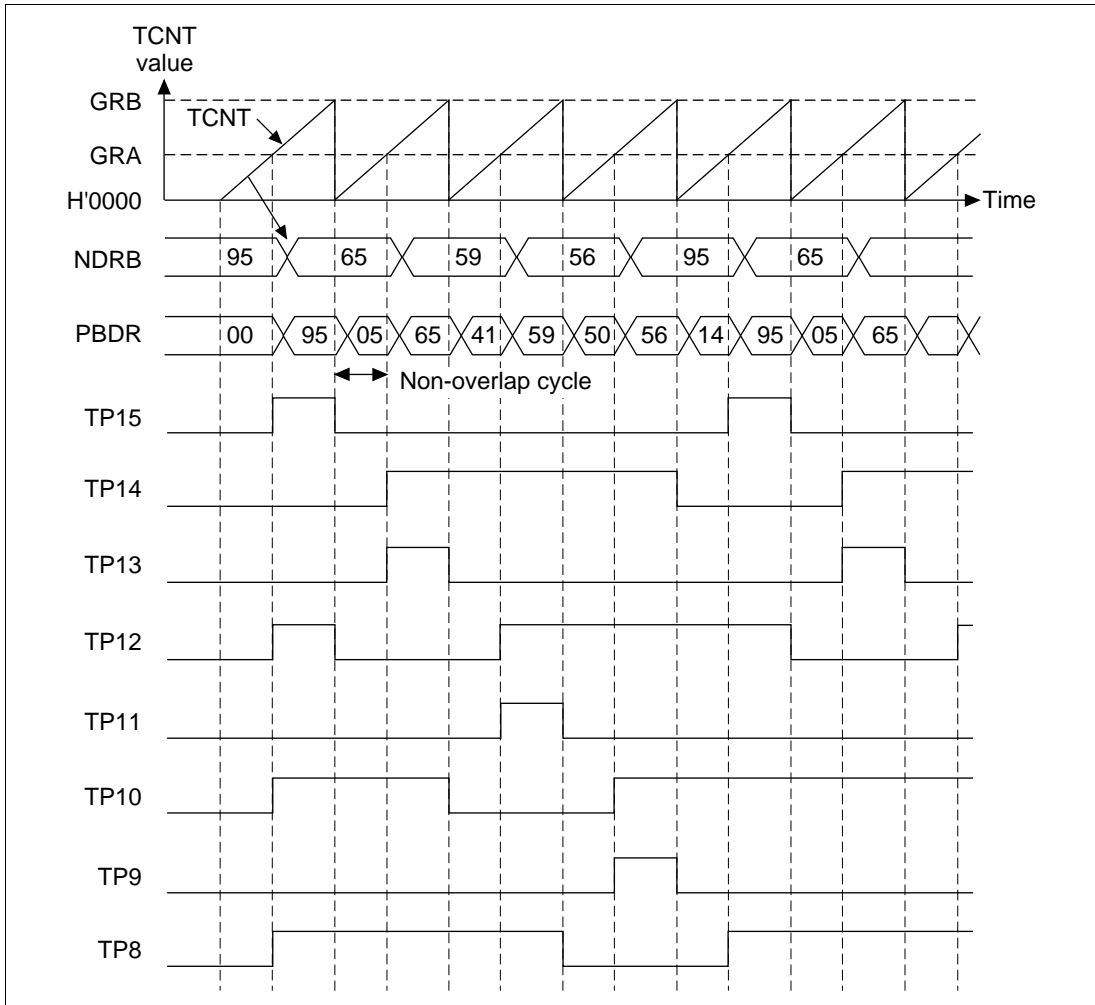 TCNT
value
GRB
TCNT
GRA
H'0000
Time
NDRB 95 65 59 56 95 65
PBDR 00 95 05 65 41 59 50 56 14 95 05 65
Non-overlap cycle
TP15
TP14
TP13
TP12
TP11
TP10
TP9
TP8